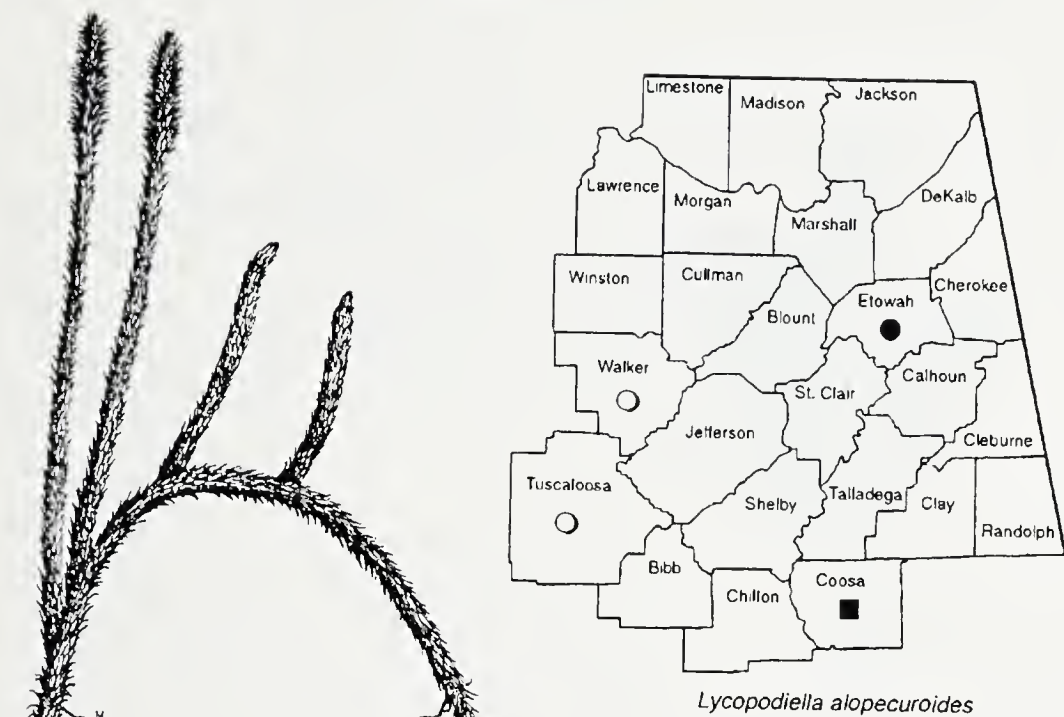 Limestone
Madison
Jackson
Lawrence
Morgan
Marshall
DeKalb
Winston
Cullman
Blount
Etowah
Cherokee
Walker
St. Clair
Calhoun
Jefferson
Cleburne
Tuscaloosa
Shelby
Talladega
Clay
Randolph
Bibb
Chilton
Coosa
Lycopodiella alopecuroides